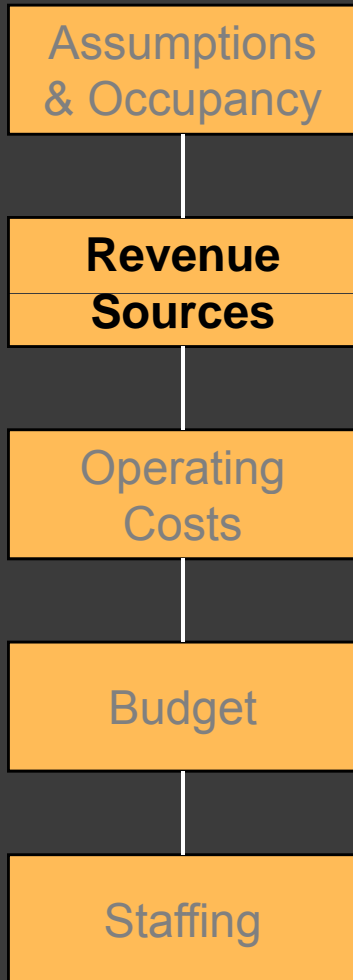 Assumptions
& Occupancy
Revenue
Sources
Operating
Costs
Budget
Staffing